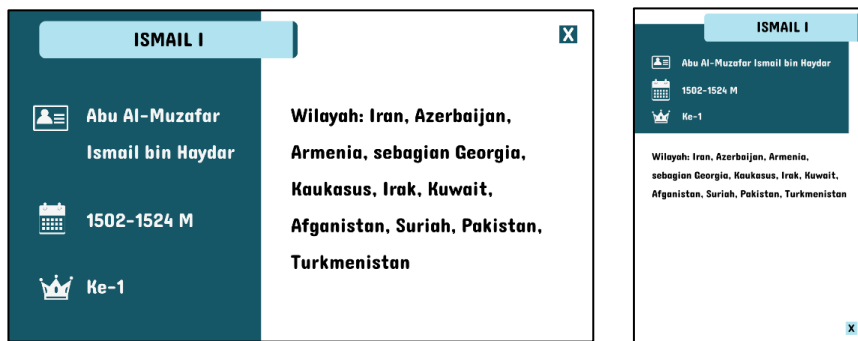 ISMAIL I
X
Abu Al-Muzafar
Ismail bin Haydar
1502-1524 M
Ke-1
Wilayah: Iran, Azerbaijan,
Armenia, sebagian Georgia,
Kaukasus, Irak, Kuwait,
Afganistan, Suriah, Pakistan,
Turkmenistan
ISMAIL I
Abu Al-Muzafar Ismail bin Haydar
1502-1524 M
Ke-1
Wilayah: Iran, Azerbaijan, Armenia,
sebagian Georgia, Kaukasus, Irak, Kuwait,
Afganistan, Suriah, Pakistan, Turkmenistan
X